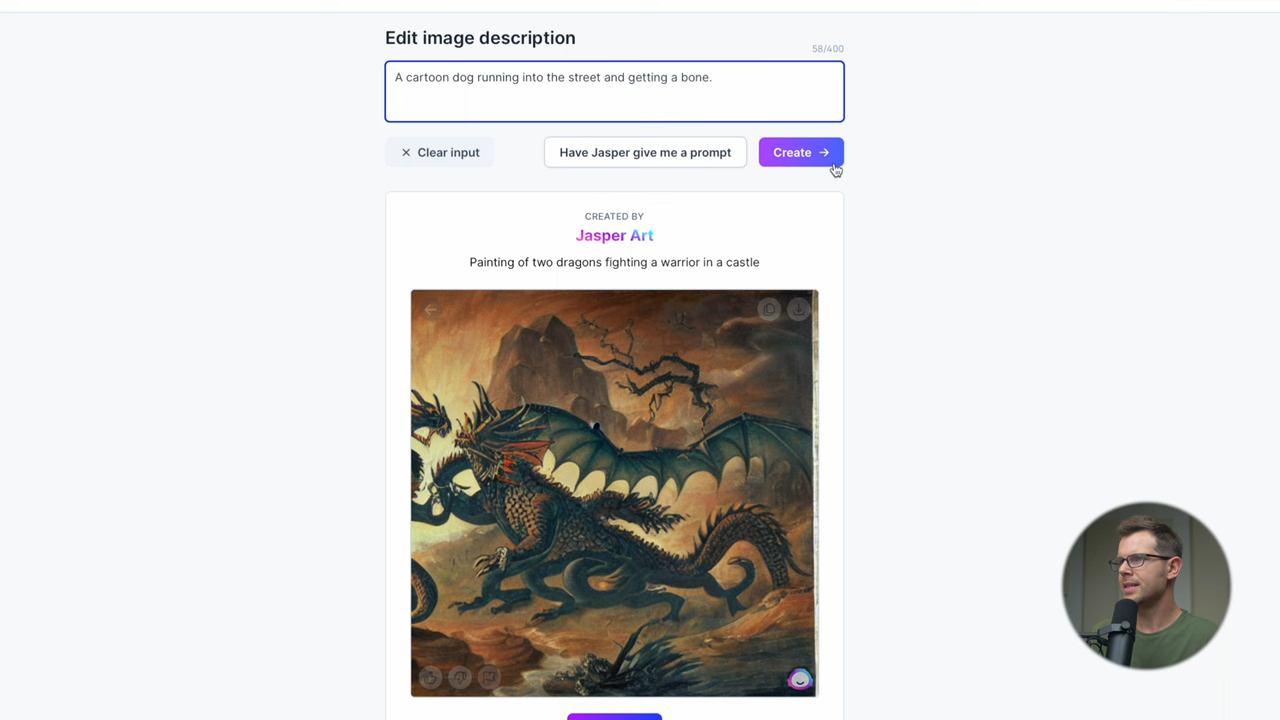 Edit image description
58/400
A cartoon dog running into the street and getting a bone.
Clear input
Have Jasper give me a prompt
Create
CREATED BY
Jasper Art
Painting of two dragons fighting a warrior in a castle